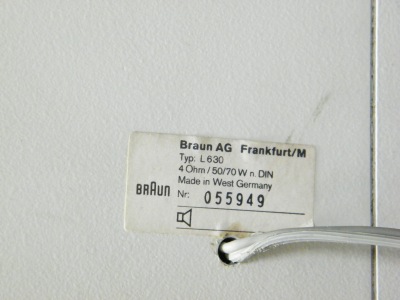 Braun AG Frankfurt/M
Typ: L 630
4 Ohm / 50/70 W n. DIN
Made in West Germany
BRAUN Nr: 055949